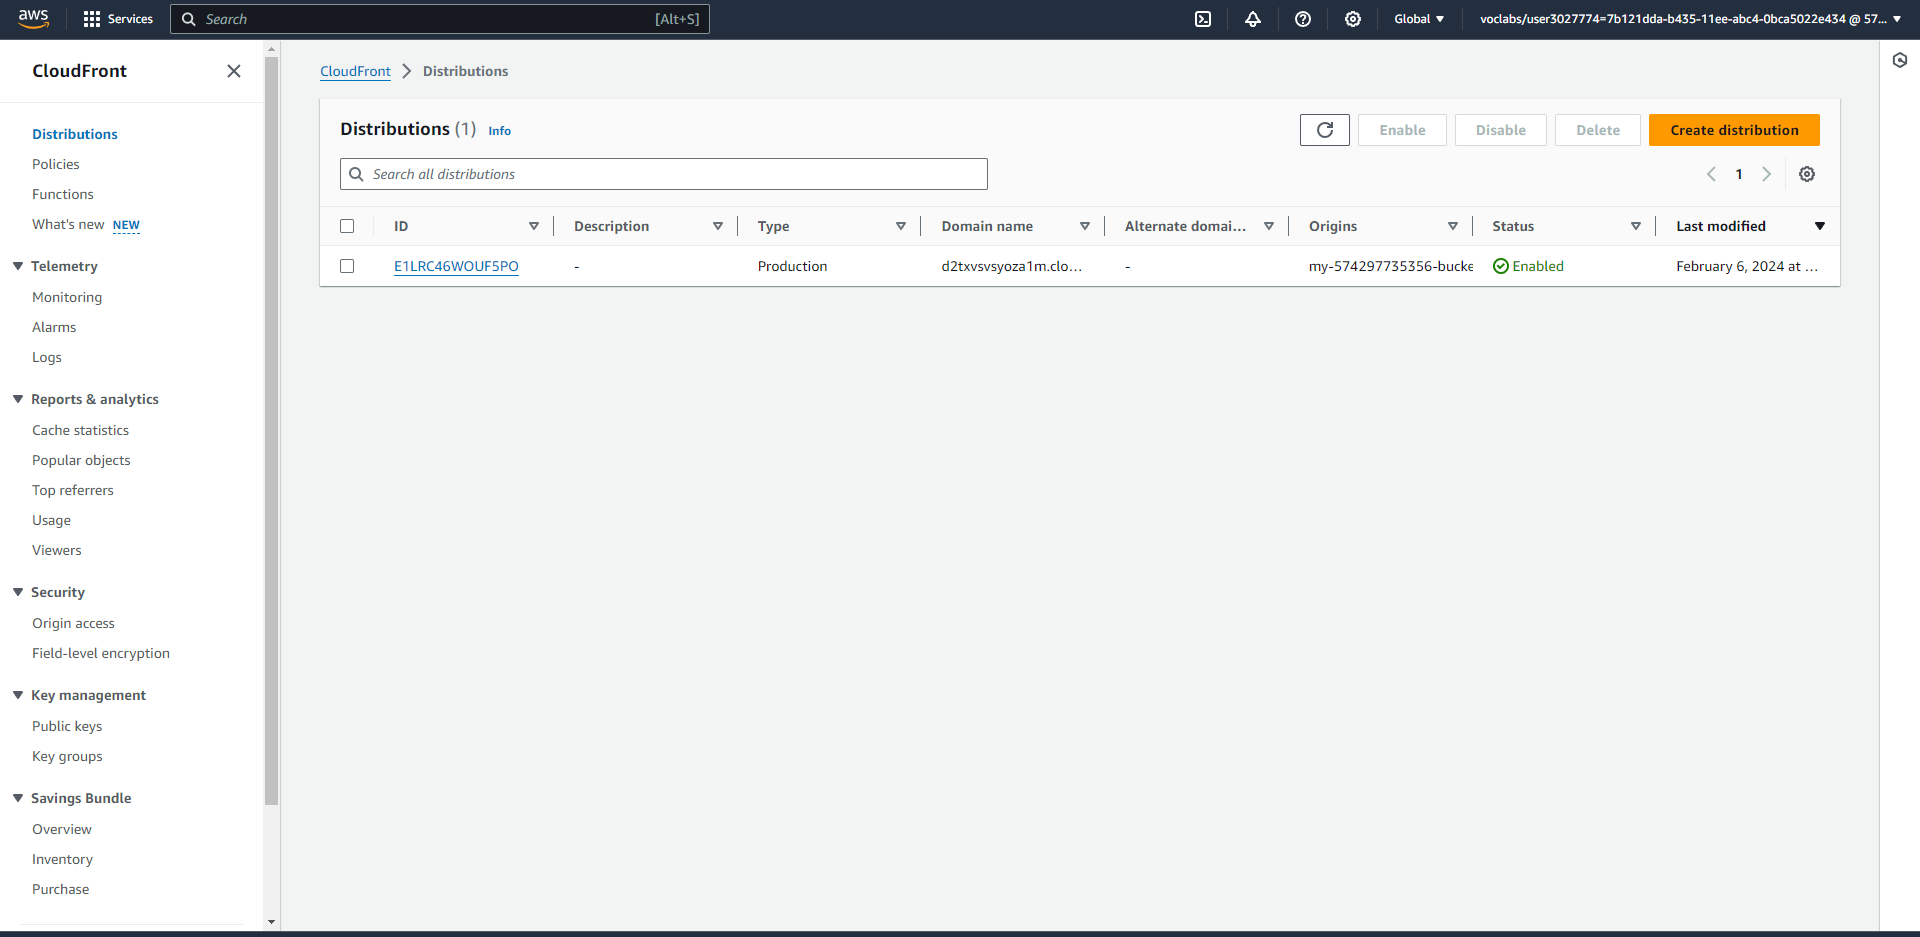 aws
Services
Search
[Alt+S]
Global
voclabs/user3027774=7b121dda-b435-11ee-abc4-0bca5022e434 @ 57...
CloudFront
Distributions
Policies
Functions
What's new NEW
Telemetry
Monitoring
Alarms
Logs
Reports & analytics
Cache statistics
Popular objects
Top referrers
Usage
Viewers
Security
Origin access
Field-level encryption
Key management
Public keys
Key groups
Savings Bundle
Overview
Inventory
Purchase
CloudFront Distributions
Distributions (1) Info
Enable Disable Delete Create distribution
Search all distributions
1
ID Description Type Domain name Alternate domai... Origins Status Last modified
E1LRC46WOUF5PO - Production d2txvsvsyoza1m.clo... - my-574297735356-bucke Enabled February 6, 2024 at ...